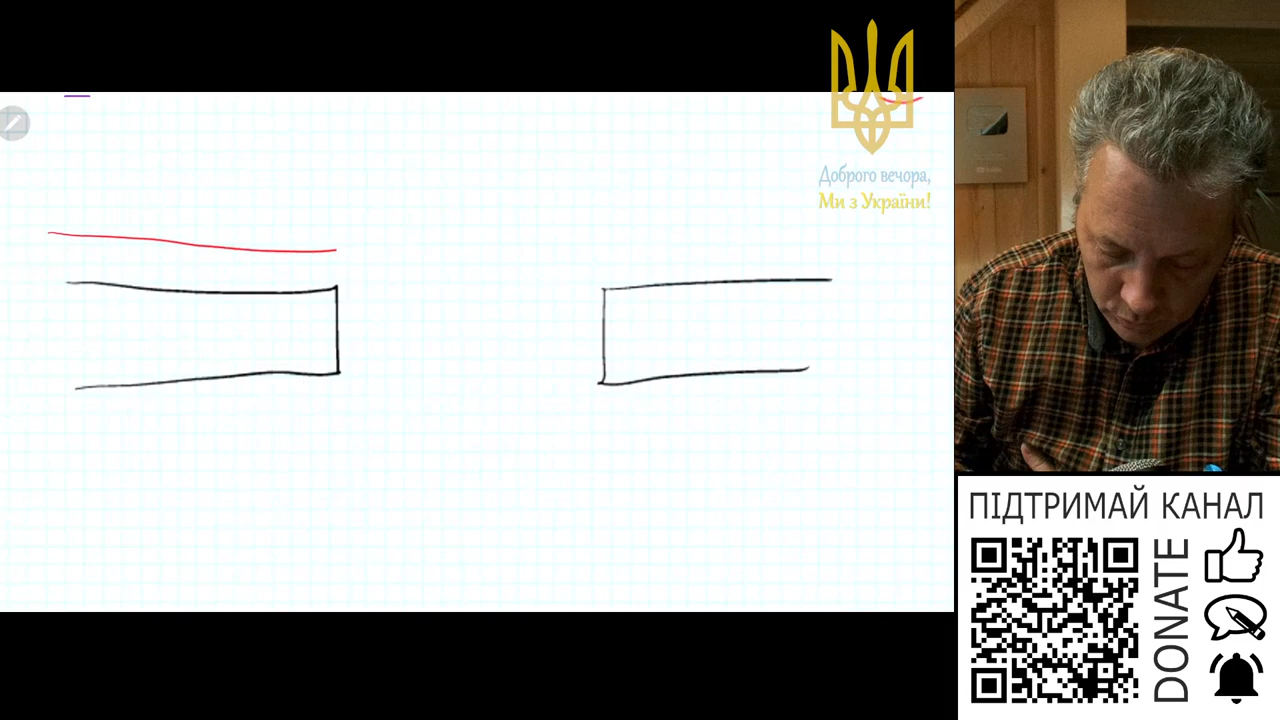 Доброго вечора,
Ми з України!
ПІДТРИМАЙ КАНАЛ
DONATE